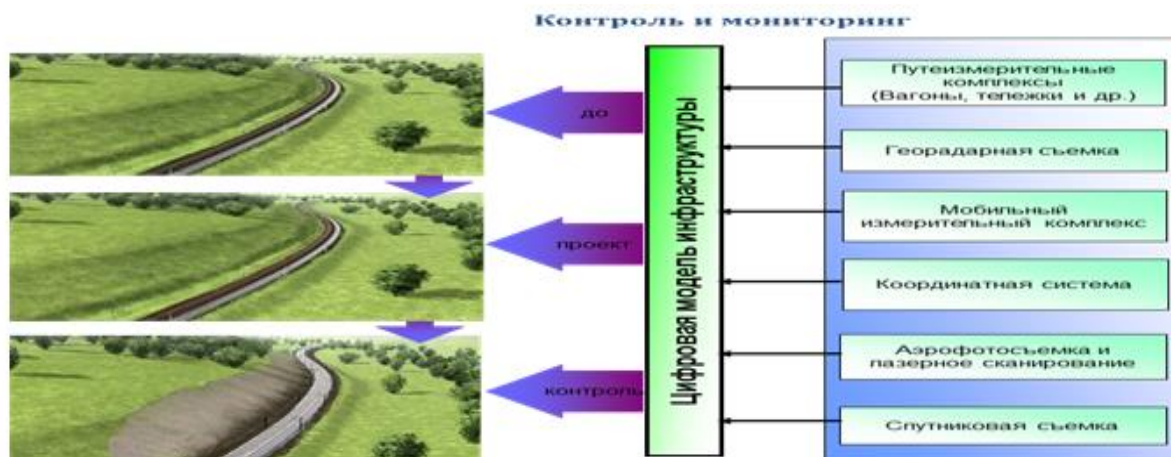 Контроль и мониторинг
до
проект
контроль
Цифровая модель инфраструктуры
Путеизмерительные
комплексы
(Вагоны, тележки и др.)
Георадарная съемка
Мобильный
измерительный комплекс
Координатная система
Аэрофотосъемка и
лазерное сканирование
Спутниковая съемка